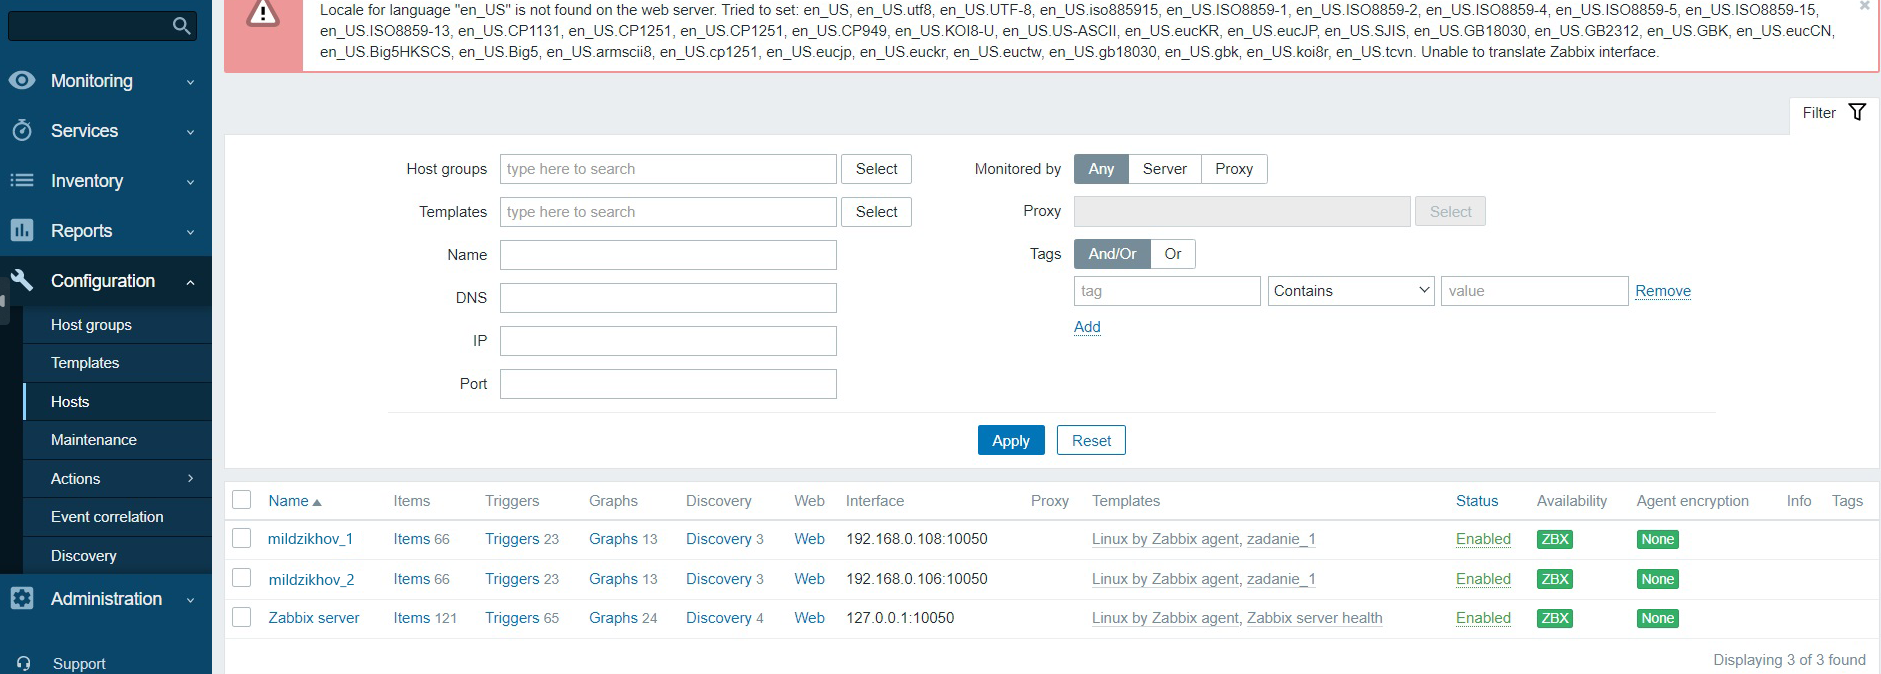 Locale for language "en_US" is not found on the web server. Tried to set: en_US, en_US.utf8, en_US.UTF-8, en_US.iso885915, en_US.ISO8859-1, en_US.ISO8859-2, en_US.ISO8859-4, en_US.ISO8859-5, en_US.ISO8859-15,
en_US.ISO8859-13, en_US.CP1131, en_US.CP1251, en_US.CP1251, en_US.CP949, en_US.KOI8-U, en_US.US-ASCII, en_US.eucKR, en_US.eucJP, en_US.SJIS, en_US.GB18030, en_US.GB2312, en_US.GBK, en_US.eucCN,
en_US.Big5HKSCS, en_US.Big5, en_US.armscii8, en_US.cp1251, en_US.eucjp, en_US.euckr, en_US.euctw, en_US.gb18030, en_US.gbk, en_US.koi8r, en_US.tcvn. Unable to translate Zabbix interface.
Monitoring
Services
Inventory
Reports
Configuration
Host groups
Templates
Hosts
Maintenance
Actions
Event correlation
Discovery
Administration
Support
Filter
Host groups type here to search Select
Templates type here to search Select
Name
DNS
IP
Port
Monitored by Any Server Proxy
Proxy Select
Tags And/Or Or
tag Contains value Remove
Add
Apply Reset
Name Items Triggers Graphs Discovery Web Interface Proxy Templates Status Availability Agent encryption Info Tags
mildzikhov_1 Items 66 Triggers 23 Graphs 13 Discovery 3 Web 192.168.0.108:10050 Linux by Zabbix agent, zadanie_1 Enabled ZBX None
mildzikhov_2 Items 66 Triggers 23 Graphs 13 Discovery 3 Web 192.168.0.106:10050 Linux by Zabbix agent, zadanie_1 Enabled ZBX None
Zabbix server Items 121 Triggers 65 Graphs 24 Discovery 4 Web 127.0.0.1:10050 Linux by Zabbix agent, Zabbix server health Enabled ZBX None
Displaying 3 of 3 found